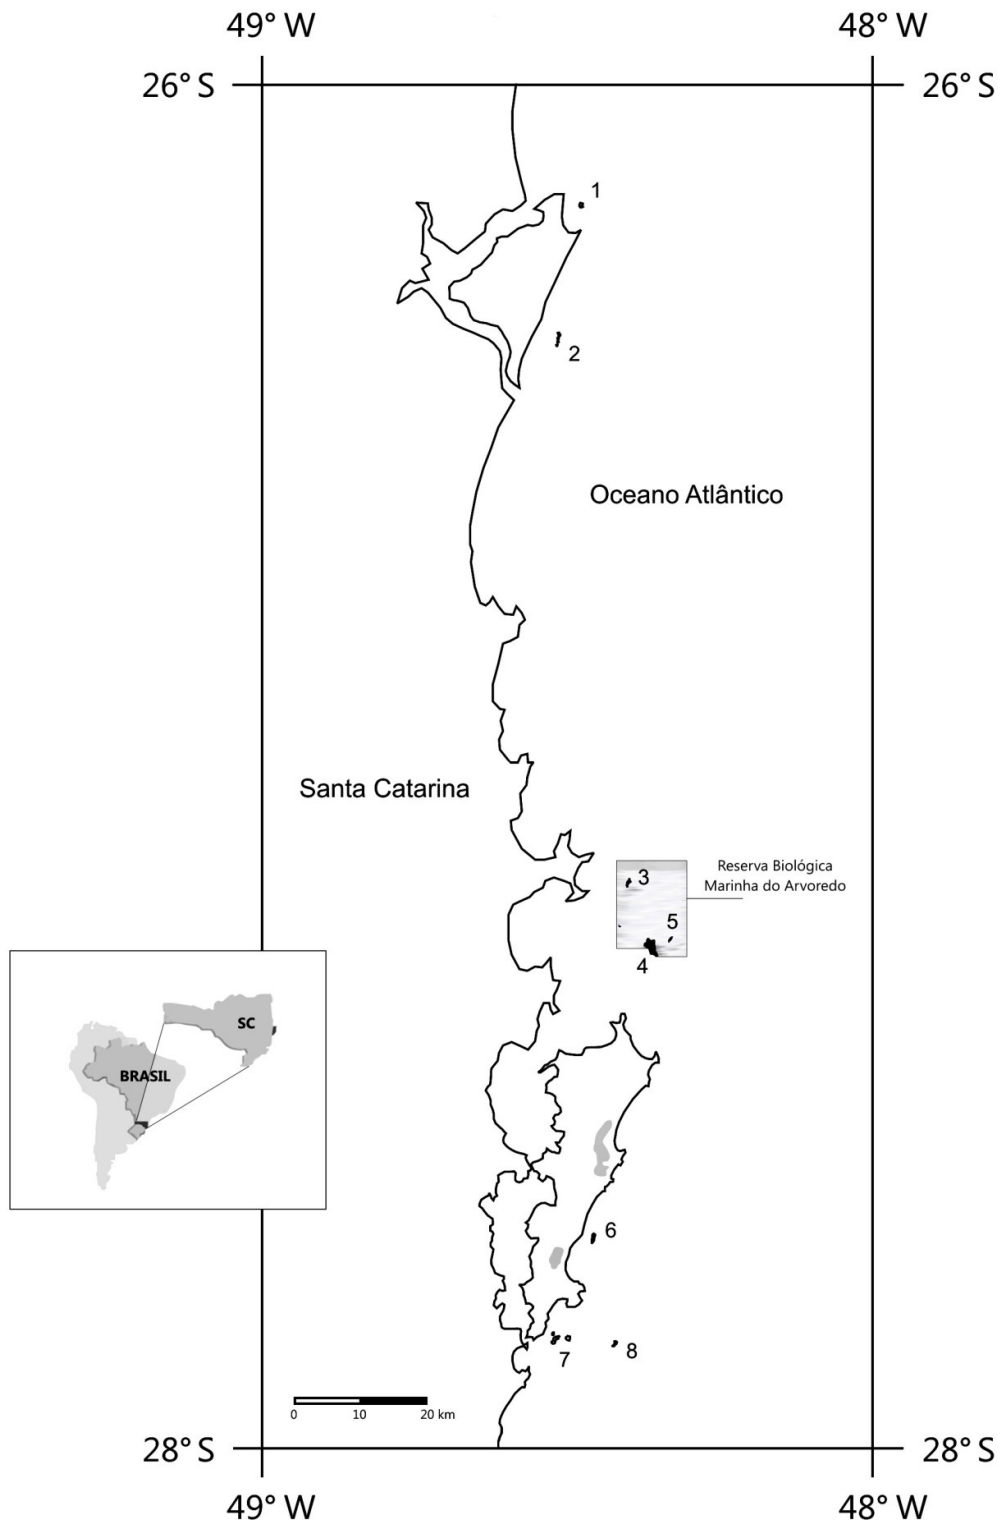 49° W
48° W
26° S
26° S
1
2
Oceano Atlântico
Santa Catarina
Reserva Biológica
Marinha do Arvoredo
3
5
4
SC
BRASIL
6
7
8
0 10 20 km
28° S
28° S
49° W
48° W